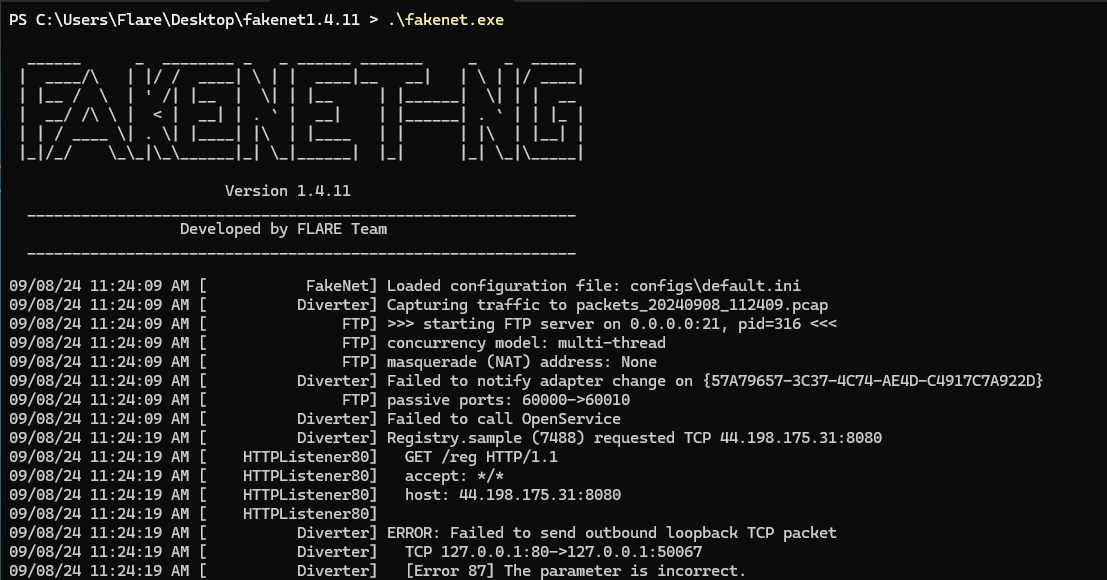 PS C:\Users\Flare\Desktop\fakenet1.4.11 > .\fakenet.exe
FAKENET-NG
Version 1.4.11
Developed by FLARE Team
09/08/24 11:24:09 AM [           FakeNet] Loaded configuration file: configs\default.ini
09/08/24 11:24:09 AM [          Diverter] Capturing traffic to packets_20240908_112409.pcap
09/08/24 11:24:09 AM [               FTP] >>> starting FTP server on 0.0.0.0:21, pid=316 <<<
09/08/24 11:24:09 AM [               FTP] concurrency model: multi-thread
09/08/24 11:24:09 AM [               FTP] masquerade (NAT) address: None
09/08/24 11:24:09 AM [          Diverter] Failed to notify adapter change on {57A79657-3C37-4C74-AE4D-C4917C7A922D}
09/08/24 11:24:09 AM [               FTP] passive ports: 60000->60010
09/08/24 11:24:09 AM [          Diverter] Failed to call OpenService
09/08/24 11:24:19 AM [          Diverter] Registry.sample (7488) requested TCP 44.198.175.31:8080
09/08/24 11:24:19 AM [    HTTPListener80]   GET /reg HTTP/1.1
09/08/24 11:24:19 AM [    HTTPListener80]   accept: */*
09/08/24 11:24:19 AM [    HTTPListener80]   host: 44.198.175.31:8080
09/08/24 11:24:19 AM [    HTTPListener80]
09/08/24 11:24:19 AM [          Diverter] ERROR: Failed to send outbound loopback TCP packet
09/08/24 11:24:19 AM [          Diverter]   TCP 127.0.0.1:80->127.0.0.1:50067
09/08/24 11:24:19 AM [          Diverter]   [Error 87] The parameter is incorrect.